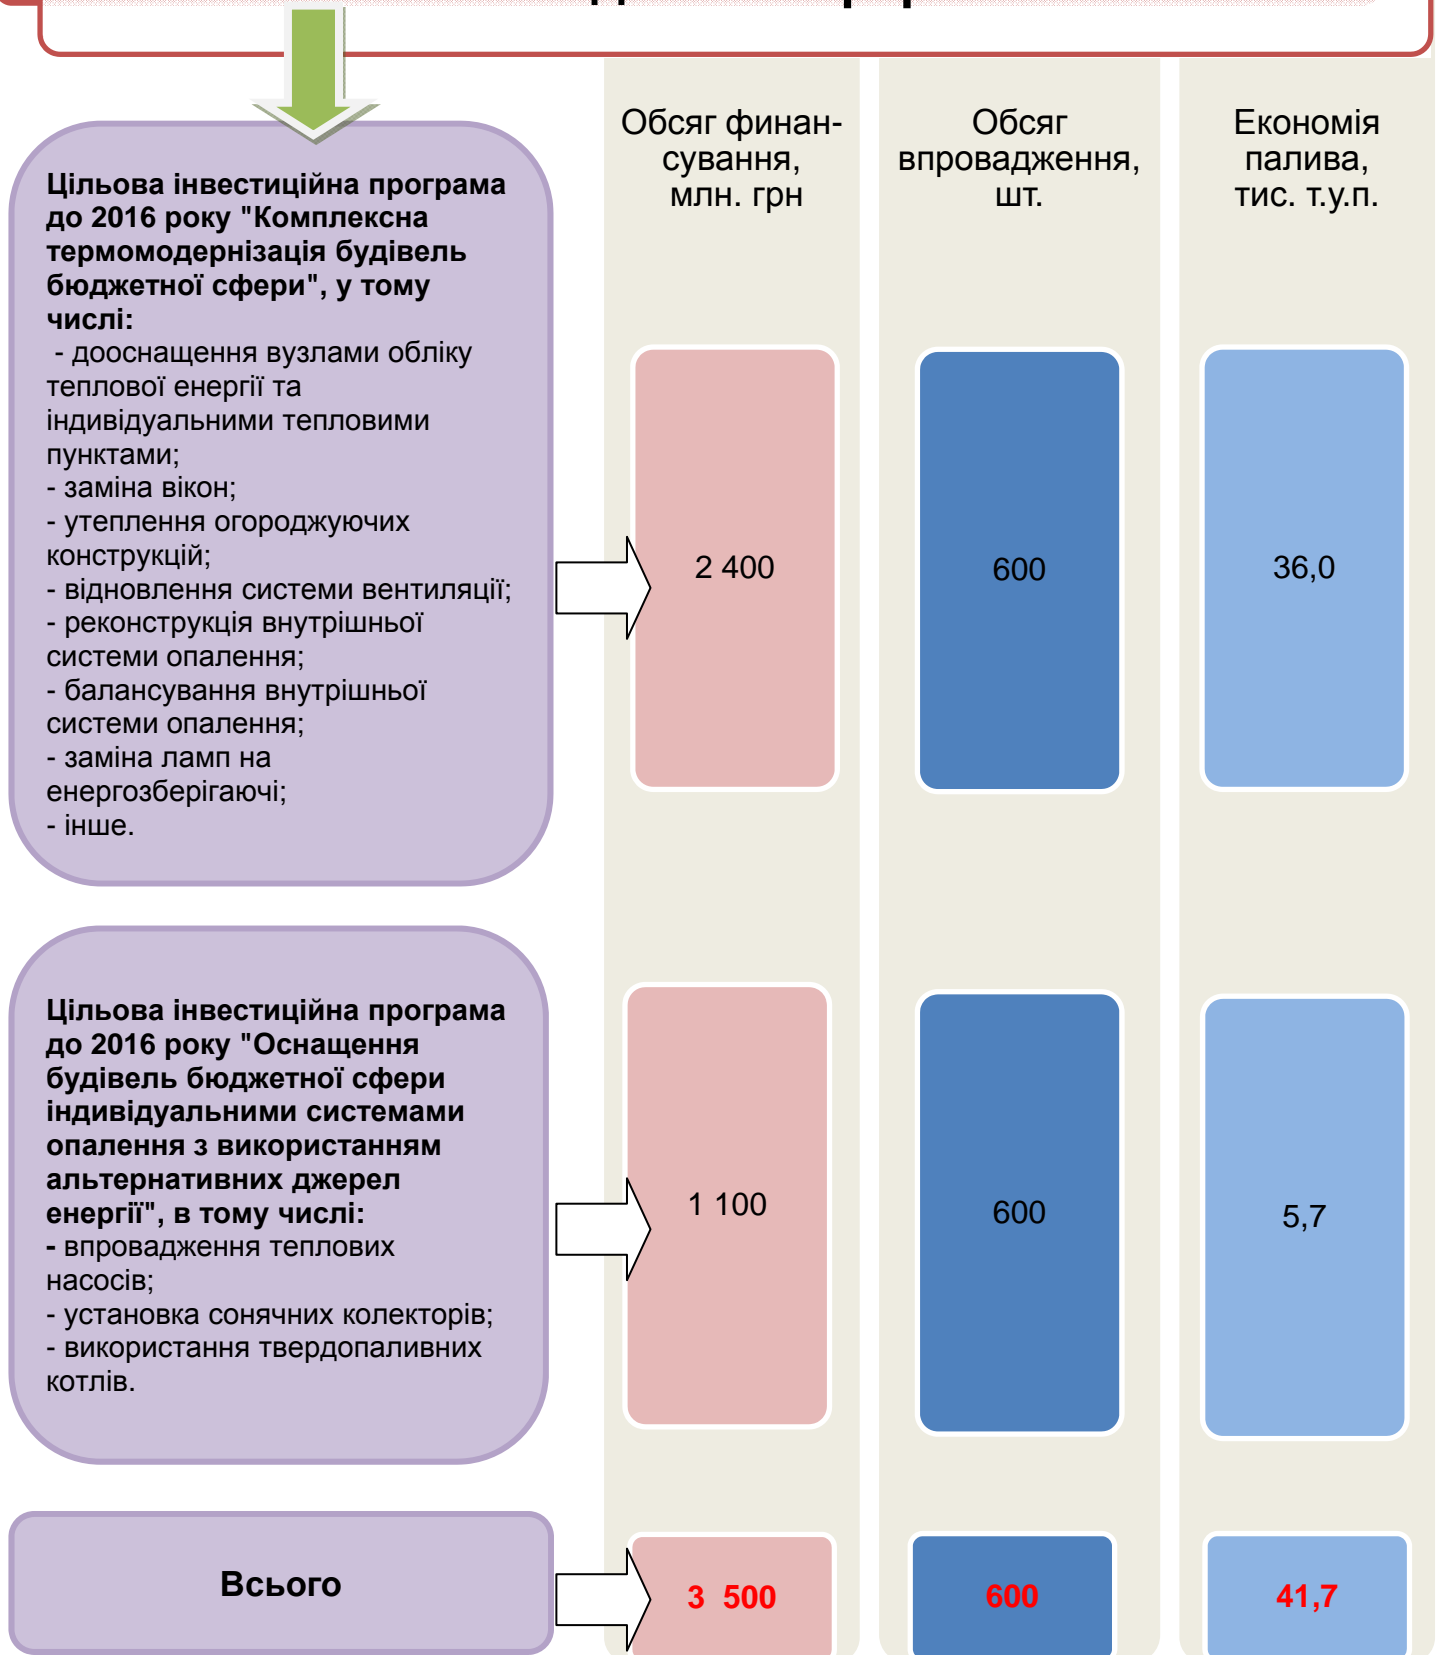 Обсяг финан-
сування,
млн. грн
Обсяг
впровадження,
шт.
Економія
палива,
тис. т.у.п.
Цільова інвестиційна програма
до 2016 року "Комплексна
термомодернізація будівель
бюджетної сфери", у тому
числі:
- дооснащення вузлами обліку
теплової енергії та
індивідуальними тепловими
пунктами;
- заміна вікон;
- утеплення огороджуючих
конструкцій;
- відновлення системи вентиляції;
- реконструкція внутрішньої
системи опалення;
- балансування внутрішньої
системи опалення;
- заміна ламп на
енергозберігаючі;
- інше.
2 400
600
36,0
Цільова інвестиційна програма
до 2016 року "Оснащення
будівель бюджетної сфери
індивідуальними системами
опалення з використанням
альтернативних джерел
енергії", в тому числі:
- впровадження теплових
насосів;
- установка сонячних колекторів;
- використання твердопаливних
котлів.
1 100
600
5,7
Всього
3 500
600
41,7